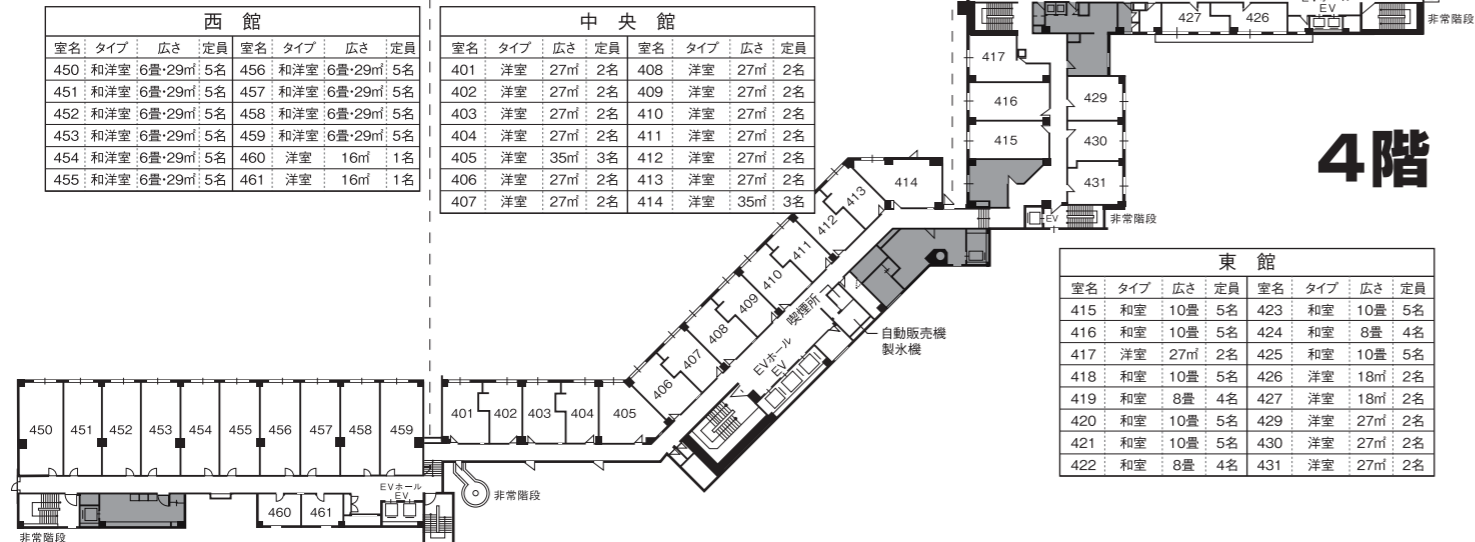 西館
室名 タイプ 広さ 定員 室名 タイプ 広さ 定員
450 和洋室 6畳・29㎡ 5名 456 和洋室 6畳・29㎡ 5名
451 和洋室 6畳・29㎡ 5名 457 和洋室 6畳・29㎡ 5名
452 和洋室 6畳・29㎡ 5名 458 和洋室 6畳・29㎡ 5名
453 和洋室 6畳・29㎡ 5名 459 和洋室 6畳・29㎡ 5名
454 和洋室 6畳・29㎡ 5名 460 洋室 16㎡ 1名
455 和洋室 6畳・29㎡ 5名 461 洋室 16㎡ 1名
中央館
室名 タイプ 広さ 定員 室名 タイプ 広さ 定員
401 洋室 27㎡ 2名 408 洋室 27㎡ 2名
402 洋室 27㎡ 2名 409 洋室 27㎡ 2名
403 洋室 27㎡ 2名 410 洋室 27㎡ 2名
404 洋室 27㎡ 2名 411 洋室 27㎡ 2名
405 洋室 35㎡ 3名 412 洋室 27㎡ 2名
406 洋室 27㎡ 2名 413 洋室 27㎡ 2名
407 洋室 27㎡ 2名 414 洋室 35㎡ 3名
427 426
EV
非常階段
417
416
415
429
430
431
EV
非常階段
4階
東館
室名 タイプ 広さ 定員 室名 タイプ 広さ 定員
415 和室 10畳 5名 423 和室 10畳 5名
416 和室 10畳 5名 424 和室 8畳 4名
417 洋室 27㎡ 2名 425 和室 10畳 5名
418 和室 10畳 5名 426 洋室 18㎡ 2名
419 和室 8畳 4名 427 洋室 18㎡ 2名
420 和室 10畳 5名 429 洋室 27㎡ 2名
421 和室 10畳 5名 430 洋室 27㎡ 2名
422 和室 8畳 4名 431 洋室 27㎡ 2名
414
413
412
411
410
409
408
407
406
喫煙所
EVホール
EV
自動販売機
製氷機
401 402 403 404 405
450 451 452 453 454 455 456 457 458 459
EVホール
EV
非常階段
460 461
非常階段